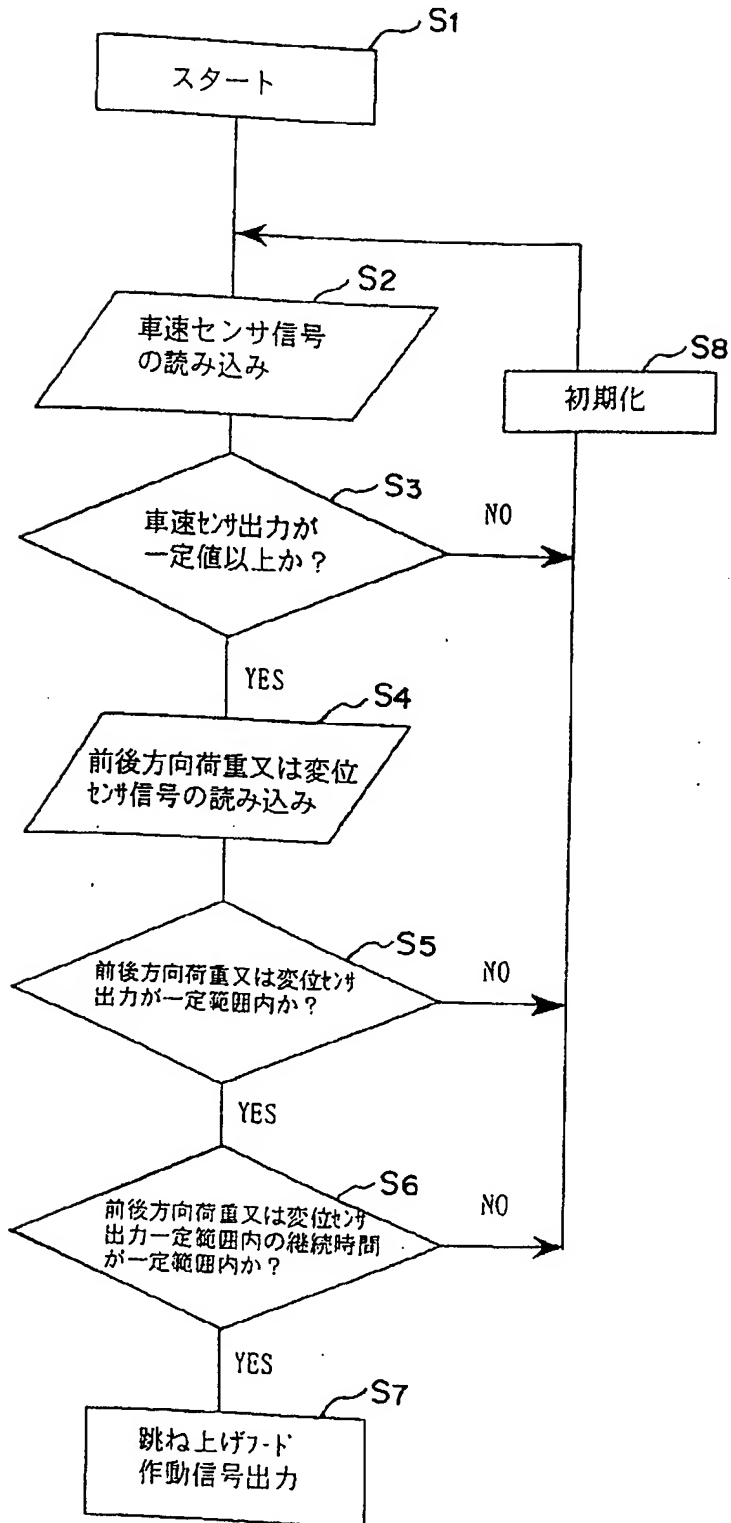 S1
スタート
S2
車速センサ信号
の読み込み
S8
初期化
S3
車速センサ出力が
一定値以上か？
NO
YES
S4
前後方向荷重又は変位
センサ信号の読み込み
S5
前後方向荷重又は変位センサ
出力が一定範囲内か？
NO
YES
S6
前後方向荷重又は変位センサ
出力一定範囲内の継続時間
が一定範囲内か？
NO
YES
S7
跳ね上げフード
作動信号出力